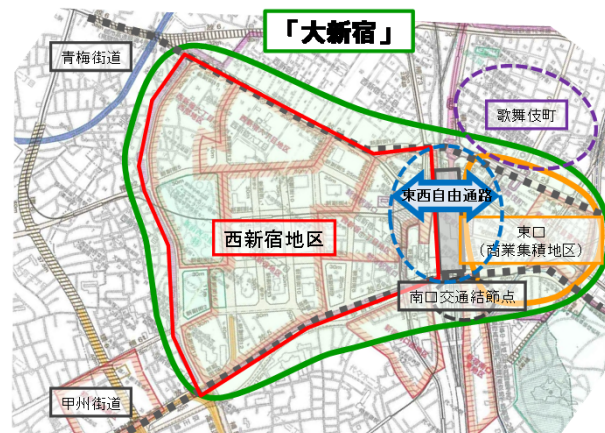 「大新宿」
青梅街道
歌舞伎町
東西自由通路
西新宿地区
東口
（商業集積地区）
南口交通結節点
甲州街道